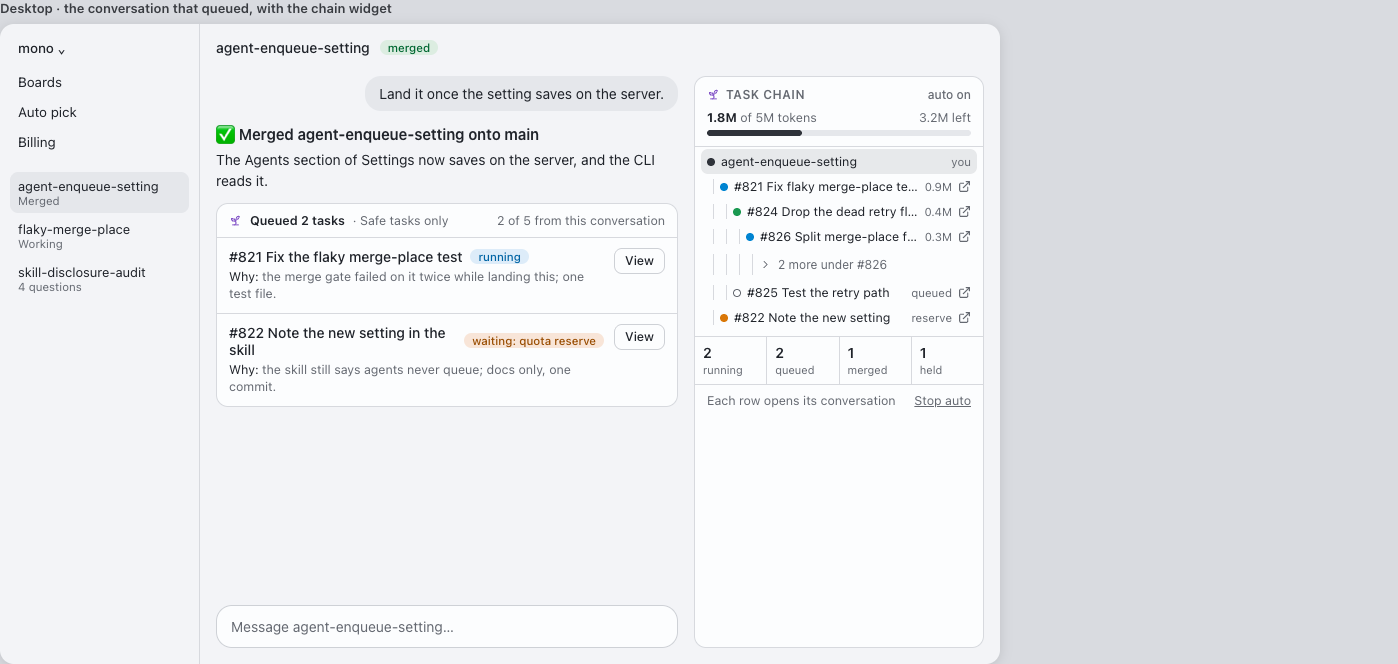 Desktop · the conversation that queued, with the chain widget
mono
Boards
Auto pick
Billing
agent-enqueue-setting
Merged
flaky-merge-place
Working
skill-disclosure-audit
4 questions
agent-enqueue-setting merged
Land it once the setting saves on the server.
✅ Merged agent-enqueue-setting onto main
The Agents section of Settings now saves on the server, and the CLI
reads it.
Queued 2 tasks · Safe tasks only 2 of 5 from this conversation
#821 Fix the flaky merge-place test running View
Why: the merge gate failed on it twice while landing this; one
test file.
#822 Note the new setting in the
skill
waiting: quota reserve View
Why: the skill still says agents never queue; docs only, one
commit.
Message agent-enqueue-setting...
TASK CHAIN auto on
1.8M of 5M tokens 3.2M left
agent-enqueue-setting you
#821 Fix flaky merge-place te... 0.9M
#824 Drop the dead retry fl... 0.4M
#826 Split merge-place f... 0.3M
2 more under #826
#825 Test the retry path queued
#822 Note the new setting reserve
2 2 1 1
running queued merged held
Each row opens its conversation Stop auto